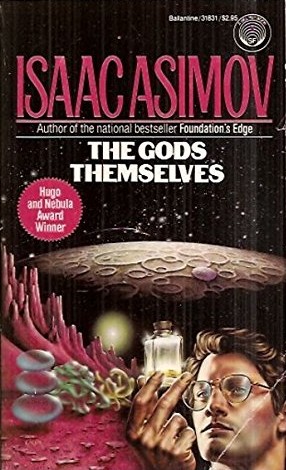 Ballantine/31831/$2.95
ISAAC ASIMOV
Author of the national bestseller Foundation's Edge
THE GODS
THEMSELVES
Hugo
and Nebula
Award
Winner